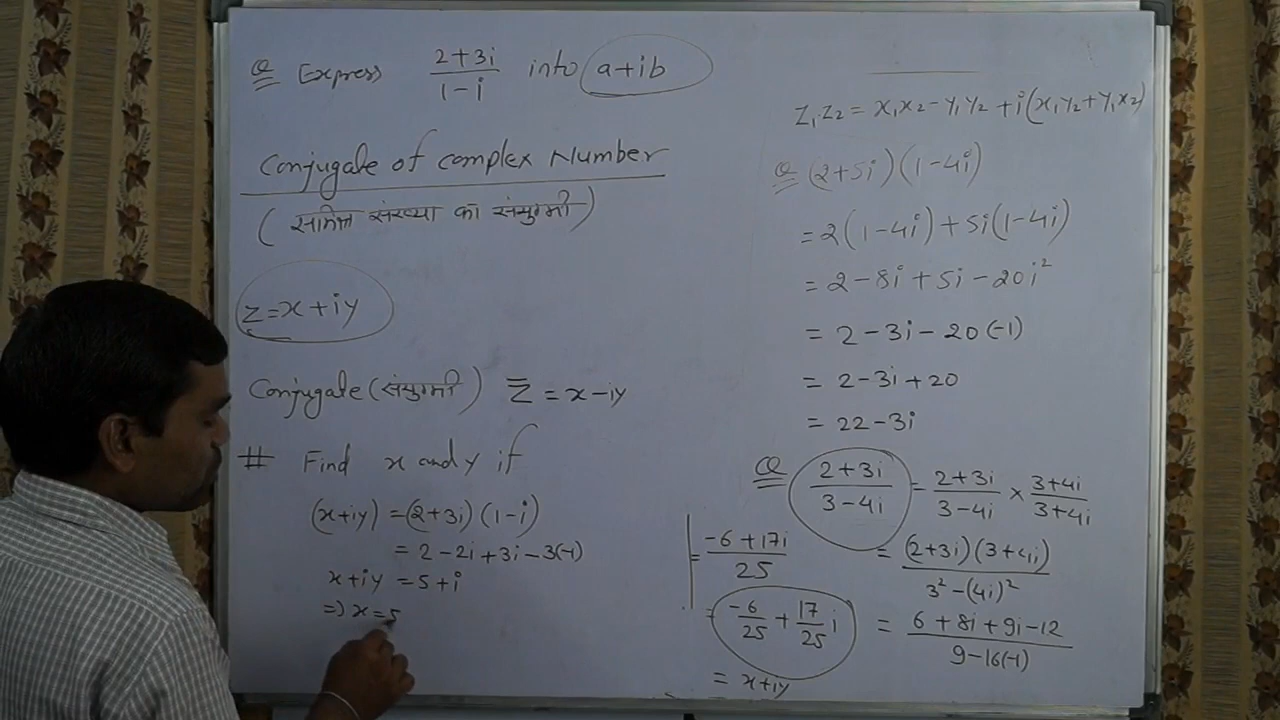 Q Express 2+3i/1-i into a+ib
Conjugate of complex Number
(समिश्र संख्या का संयुग्मी)
z=x+iy
Conjugate (संयुग्मी) z̅ = x-iy
# Find x and y if
(x+iy) = (2+3i)(1-i)
= 2-2i+3i-3(-1)
x+iy = 5+i
=> x=5
z₁z₂ = x₁x₂-y₁y₂+i(x₁y₂+y₁x₂)
Q (2+5i)(1-4i)
= 2(1-4i)+5i(1-4i)
= 2-8i+5i-20i²
= 2-3i-20(-1)
= 2-3i+20
= 22-3i
Q 2+3i/3-4i = 2+3i/3-4i × 3+4i/3+4i
= (2+3i)(3+4i)/3²-(4i)²
= 6+8i+9i-12/9-16(-1)
= -6+17i/25
= -6/25 + 17/25 i
= x+iy